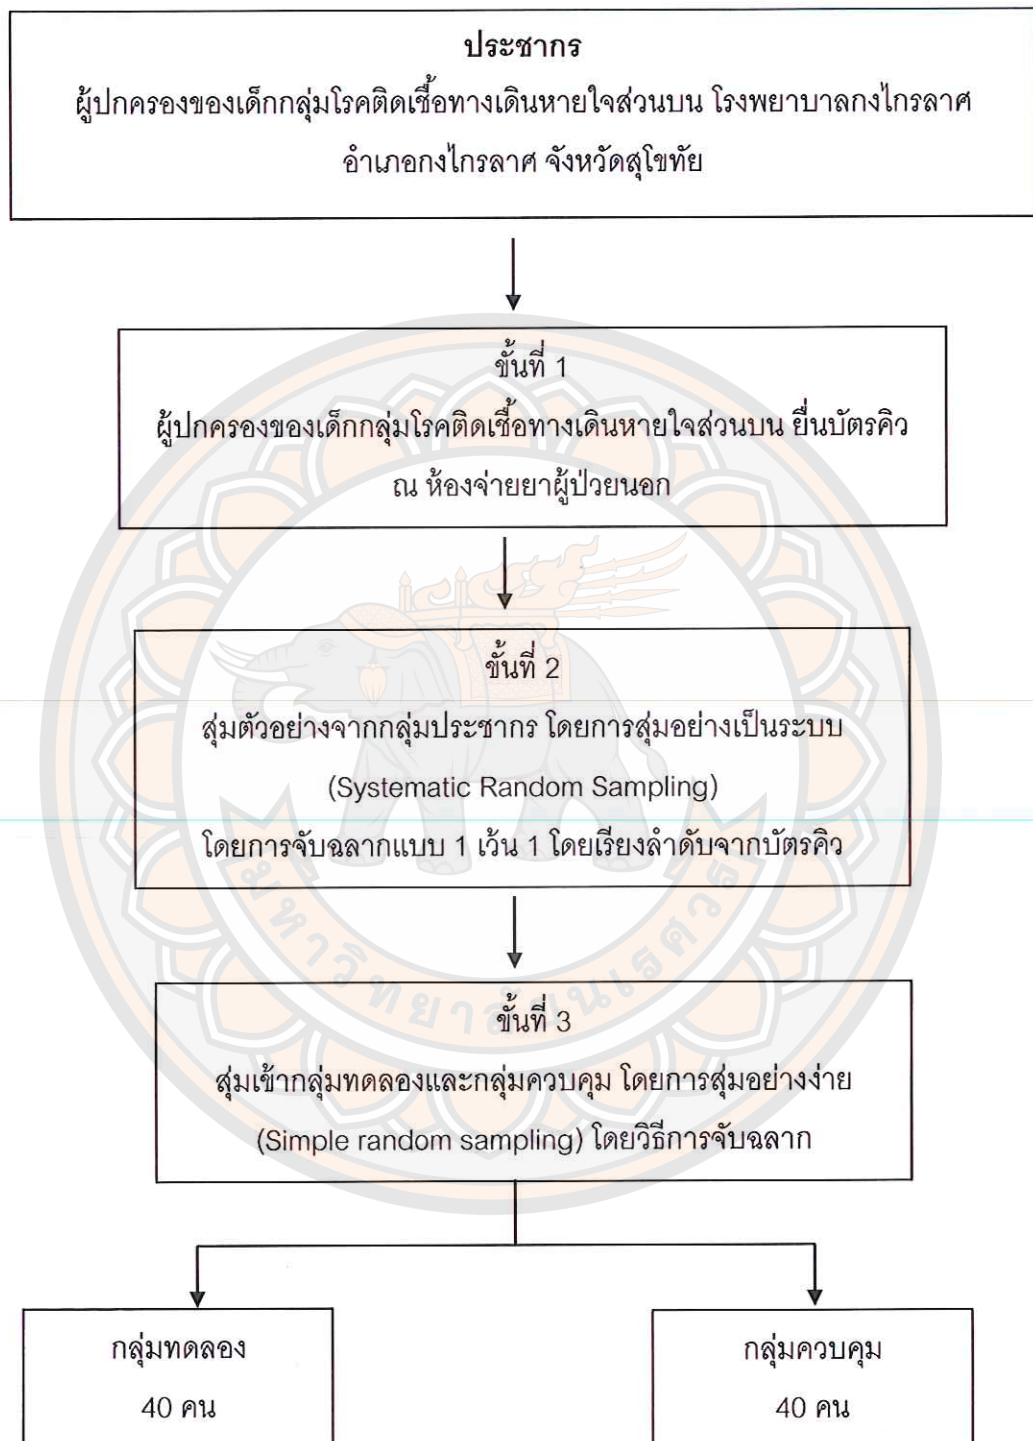 ประชากร
ผู้ปกครองของเด็กกลุ่มโรคติดเชื้อทางเดินหายใจส่วนบน โรงพยาบาลกงไกรลาศ
อำเภอกงไกรลาศ จังหวัดสุโขทัย
ขั้นที่ 1
ผู้ปกครองของเด็กกลุ่มโรคติดเชื้อทางเดินหายใจส่วนบน ยื่นบัตรคิว
ณ ห้องจ่ายยาผู้ป่วยนอก
ขั้นที่ 2
สุ่มตัวอย่างจากกลุ่มประชากร โดยการสุ่มอย่างเป็นระบบ
(Systematic Random Sampling)
โดยการจับฉลากแบบ 1 เว้น 1 โดยเรียงลำดับจากบัตรคิว
ขั้นที่ 3
สุ่มเข้ากลุ่มทดลองและกลุ่มควบคุม โดยการสุ่มอย่างง่าย
(Simple random sampling) โดยวิธีการจับฉลาก
กลุ่มทดลอง
40 คน
กลุ่มควบคุม
40 คน
มหาวิทยาลัยนเรศวร